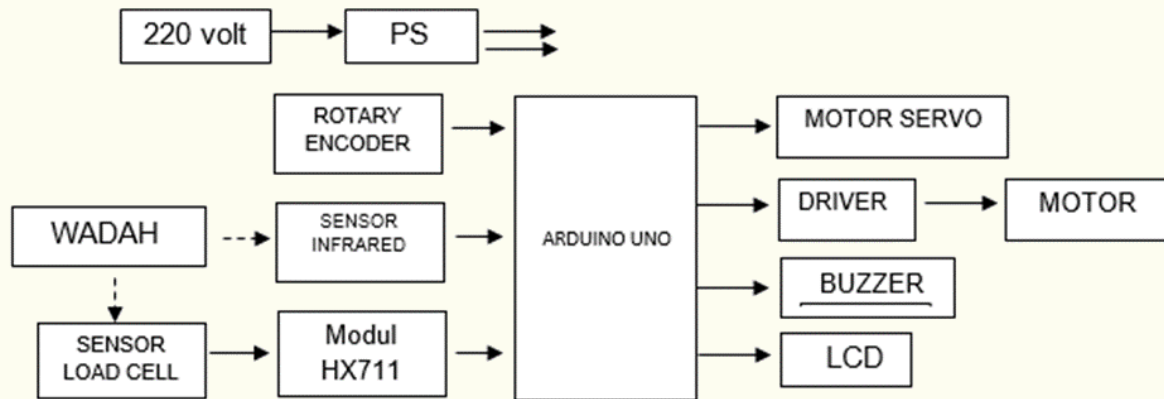 220 volt
PS
ROTARY
ENCODER
MOTOR SERVO
WADAH
SENSOR
INFRARED
ARDUINO UNO
DRIVER
MOTOR
SENSOR
LOAD CELL
Modul
HX711
BUZZER
LCD